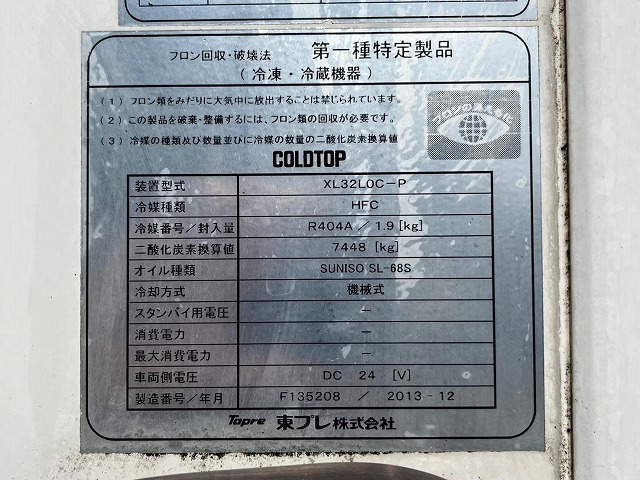 フロン回収・破壊法 第一種特定製品
(冷凍・冷蔵機器)
(1) フロン類をみだりに大気中に放出することは禁じられています。
(2) この製品を破棄・整備するには、フロン類の回収が必要です。
(3) 冷媒の種類及び数量並びに冷媒の数量の二酸化炭素換算値
フロンの見える化
COLDTOP
装置型式 XL32LOC-P
冷媒種類 HFC
冷媒番号/封入量 R404A / 1.9 [kg]
二酸化炭素換算値 7448 [kg]
オイル種類 SUNISO SL-68S
冷却方式 機械式
スタンバイ用電圧 −
消費電力 −
最大消費電力 −
車両側電圧 DC 24 [V]
製造番号/年月 F135208 / 2013-12
Topre 東プレ株式会社